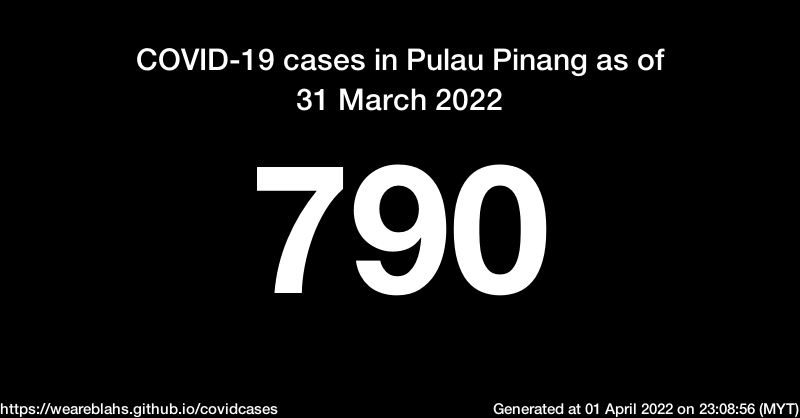 COVID-19 cases in Pulau Pinang as of
31 March 2022
790
https://weareblahs.github.io/covidcases
Generated at 01 April 2022 on 23:08:56 (MYT)